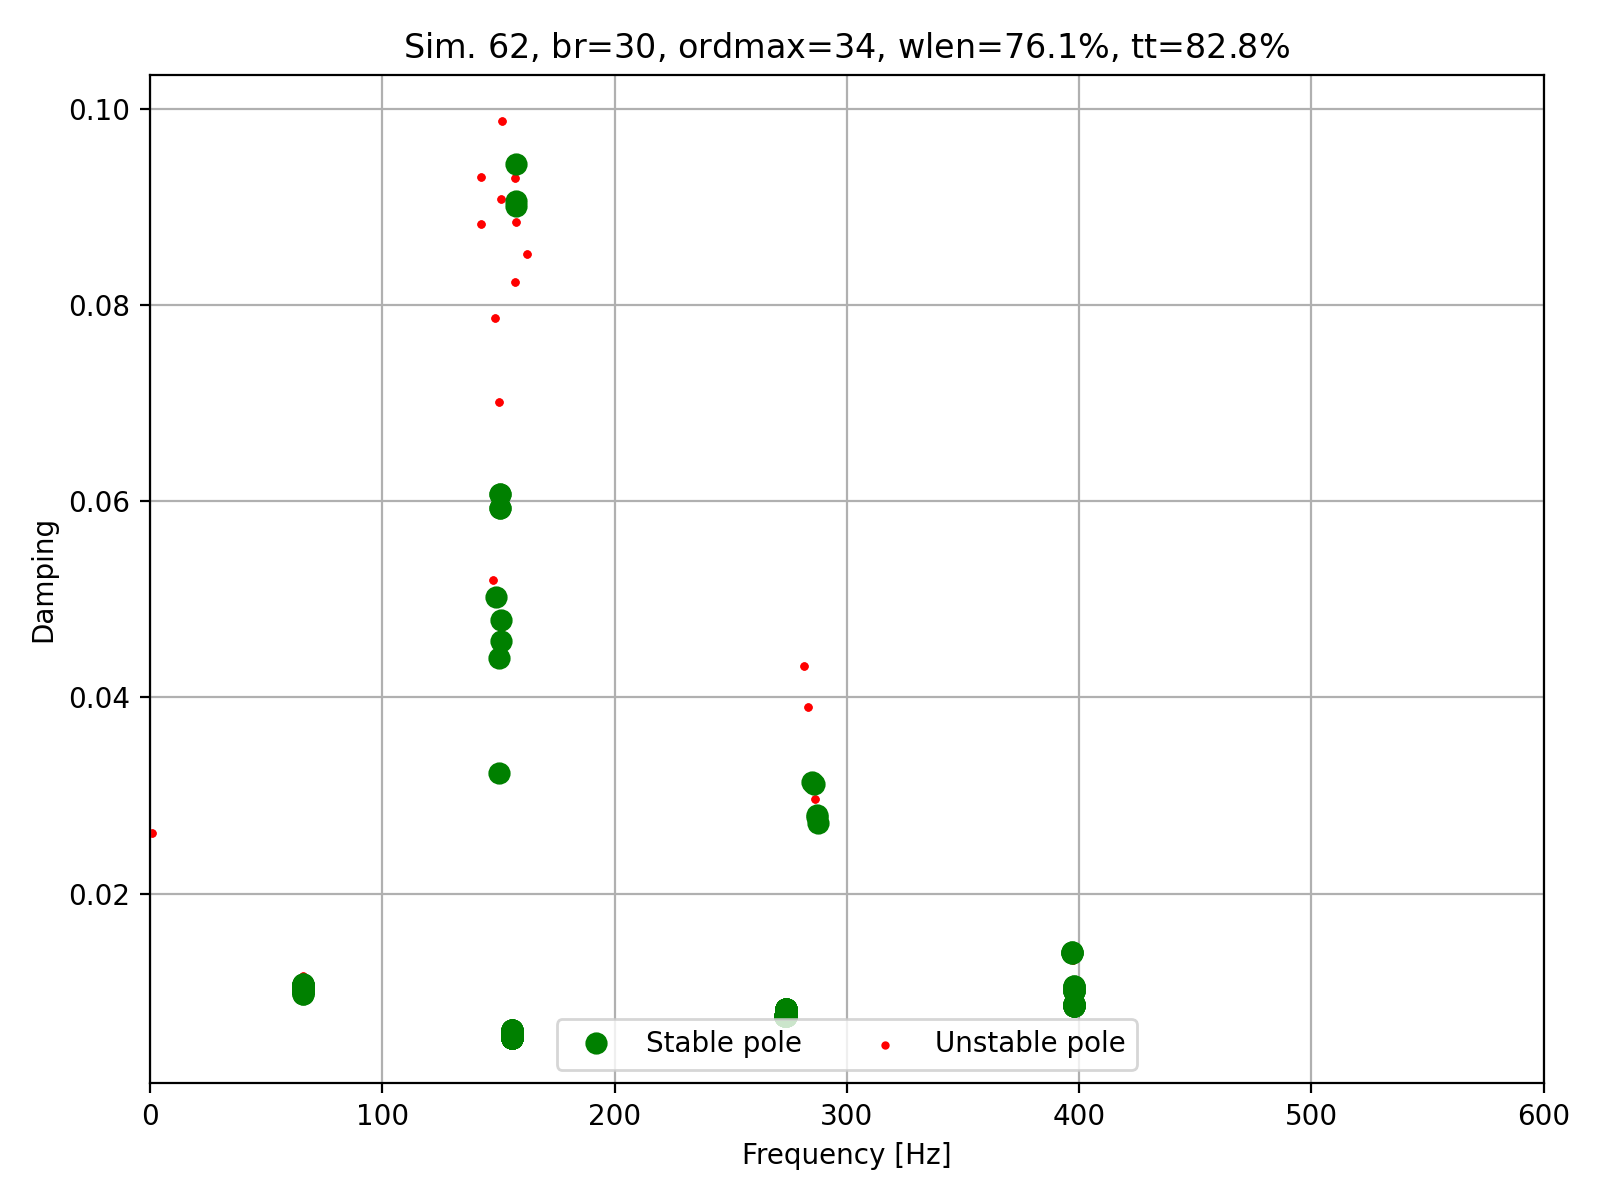 Sim. 62, br=30, ordmax=34, wlen=76.1%, tt=82.8%
0.10
0.08
0.06
0.04
0.02
Damping
Stable pole Unstable pole
0 100 200 300 400 500 600
Frequency [Hz]